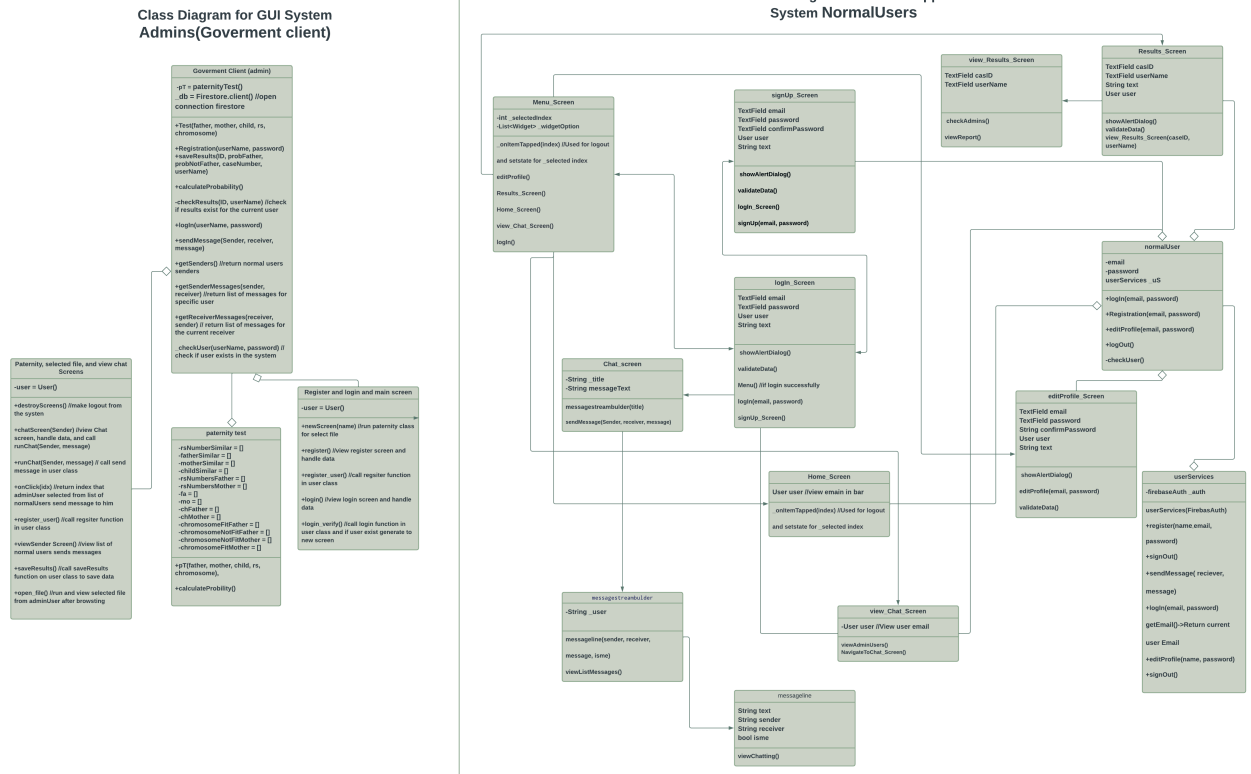 Class Diagram for GUI System
Admins(Goverment client)
Goverment Client (admin)
-pT = paternityTest()
_db = Firestore.client() //open
connection firestore
+Test(father, mother, child, rs,
chromosome)
+Registration(userName, password)
+saveResults(ID, probFather,
probNotFather, caseNumber,
userName)
+calculateProbability()
-checkResults(ID, userName) //check
if results exist for the current user
+logIn(userName, password)
+sendMessage(Sender, receiver,
message)
+getSenders() //return normal users
senders
+getSenderMessages(sender,
receiver) //return list of messages for
specific user
+getReceiverMessages(receiver,
sender) // return list of messages for
the current receiver
_checkUser(userName, password) //
check if user exists in the system
Paternity, selected file, and view chat
Screens
-user = User()
+destroyScreens() //make logout from
the systen
+chatScreen(Sender) //view Chat
screen, handle data, and call
runChat(Sender, message)
+runChat(Sender, message) // call send
message in user class
+onClick(idx) //return index that
adminUser selected from list of
normalUsers send message to him
+register_user() //call regsiter function
in user class
+viewSender Screen() //view list of
normal users sends messages
+saveResults() //call saveResults
function on user class to save data
+open_file() //run and view selected file
from adminUser after browsting
paternity test
-rsNumberSimilar = []
-fatherSimilar = []
-motherSimilar = []
-childSimilar = []
-rsNumbersFather = []
-rsNumbersMother = []
-fa = []
-mo = []
-chFather = []
-chMother = []
-chromosomeFitFather = []
-chromosomeNotFitFather = []
-chromosomeNotFitMother = []
-chromosomeFitMother = []
+pT(father, mother, child, rs,
chromosome),
+calculateProbility()
Register and login and main screen
-user = User()
+newScreen(name) //run paternity class
for select file
+register() //view register screen and
handle data
+register_user() //call regsiter function
in user class
+login() //view login screen and handle
data
+login_verify() //call login function in
user class and if user exist generate to
new screen
System NormalUsers
Menu_Screen
-int _selectedIndex
-List<Widget> _widgetOption
_onItemTapped(index) //Used for logout
and setstate for _selected index
editProfile()
Results_Screen()
Home_Screen()
view_Chat_Screen()
logIn()
signUp_Screen
TextField email
TextField password
TextField confirmPassword
User user
String text
showAlertDialog()
validateData()
logIn_Screen()
signUp(email, password)
view_Results_Screen
TextField casID
TextField userName
checkAdmins()
viewReport()
Results_Screen
TextField casID
TextField userName
String text
User user
showAlertDialog()
validateData()
view_Results_Screen(caseID,
userName)
normalUser
-email
-password
userServices _uS
+logIn(email, password)
+Registration(email, password)
+editProfile(email, password)
+logOut()
-checkUser()
logIn_Screen
TextField email
TextField password
User user
String text
showAlertDialog()
validateData()
Menu() //if login successfully
login(email, password)
signUp_Screen()
Chat_screen
-String _title
-String messageText
messagestreambulder(title)
sendMessage(Sender, receiver, message)
editProfile_Screen
TextField email
TextField password
String confirmPassword
User user
String text
showAlertDialog()
editProfile(email, password)
validateData()
Home_Screen
User user //view emain in bar
_onItemTapped(index) //Used for logout
and setstate for _selected index
userServices
-firebaseAuth _auth
userServices(FirebasAuth)
+register(name.email,
password)
+signOut()
+sendMessage( reciever,
message)
+logIn(email, password)
getEmail()->Return current
user Email
+editProfile(name, password)
+signOut()
messagestreambulder
-String _user
messageline(sender, receiver,
message, isme)
viewListMessages()
view_Chat_Screen
-User user //View user email
viewAdminUsers()
NavigateToChat_Screen()
messageline
String text
String sender
String receiver
bool isme
viewChatting()